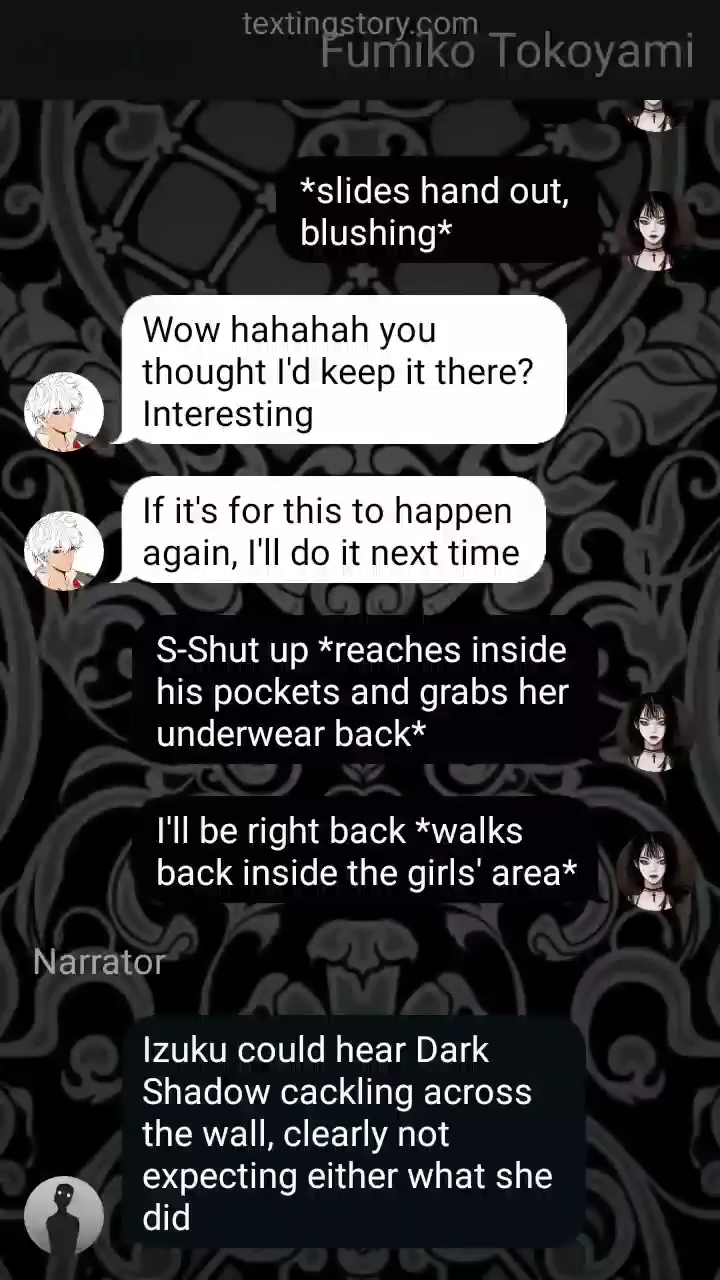 textingstory.com
Fumiko Tokoyami
*slides hand out,
blushing*
Wow hahahah you
thought I'd keep it there?
Interesting
If it's for this to happen
again, I'll do it next time
S-Shut up *reaches inside
his pockets and grabs her
underwear back*
I'll be right back *walks
back inside the girls' area*
Narrator
Izuku could hear Dark
Shadow cackling across
the wall, clearly not
expecting either what she
did